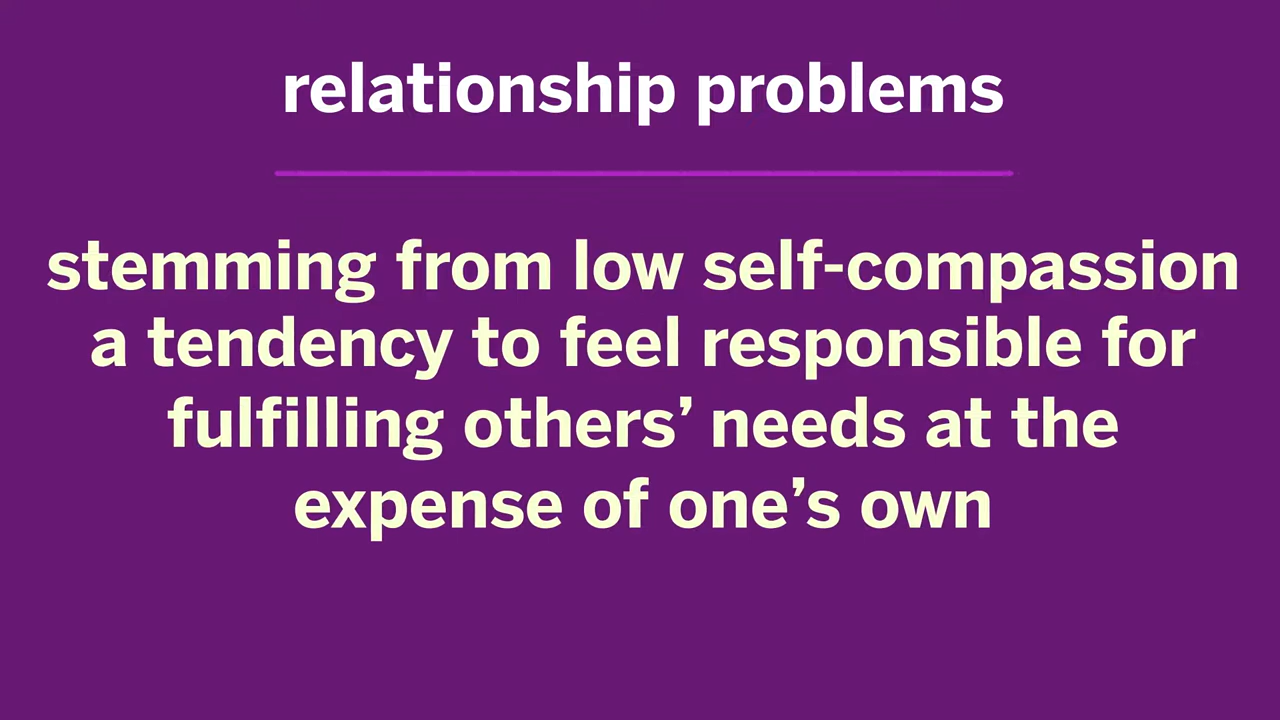 relationship problems
stemming from low self-compassion
a tendency to feel responsible for
fulfilling others’ needs at the
expense of one’s own